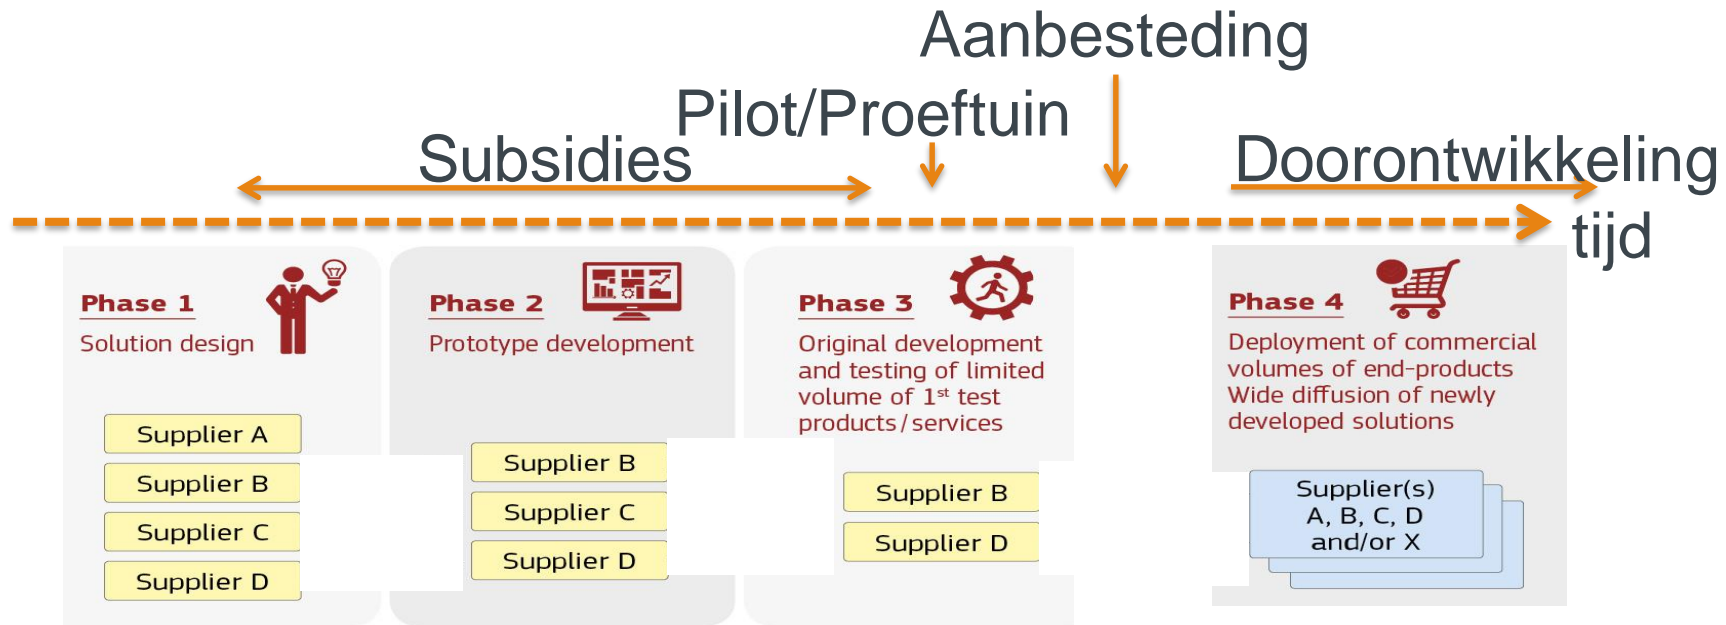 Aanbesteding
Pilot/Proeftuin
Subsidies
Doorontwikkeling
tijd
Phase 1
Solution design
Supplier A
Supplier B
Supplier C
Supplier D
Phase 2
Prototype development
Supplier B
Supplier C
Supplier D
Phase 3
Original development
and testing of limited
volume of 1st test
products/services
Supplier B
Supplier D
Phase 4
Deployment of commercial
volumes of end-products
Wide diffusion of newly
developed solutions
Supplier(s)
A, B, C, D
and/or X